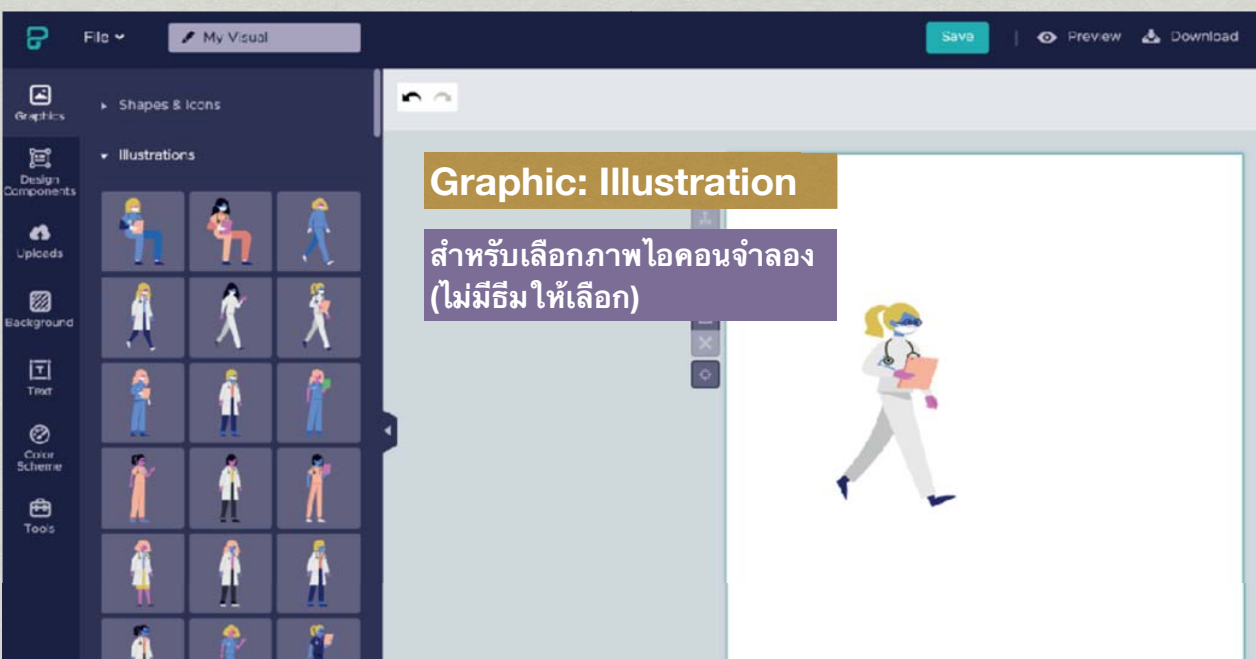 File
My Visual
Save
Preview
Download
Graphics
Shapes & Icons
Illustrations
Design
Components
Uploads
Background
Text
Color
Scheme
Tools
Graphic: Illustration
สำหรับเลือกภาพไอคอนจำลอง
(ไม่มีธีมให้เลือก)